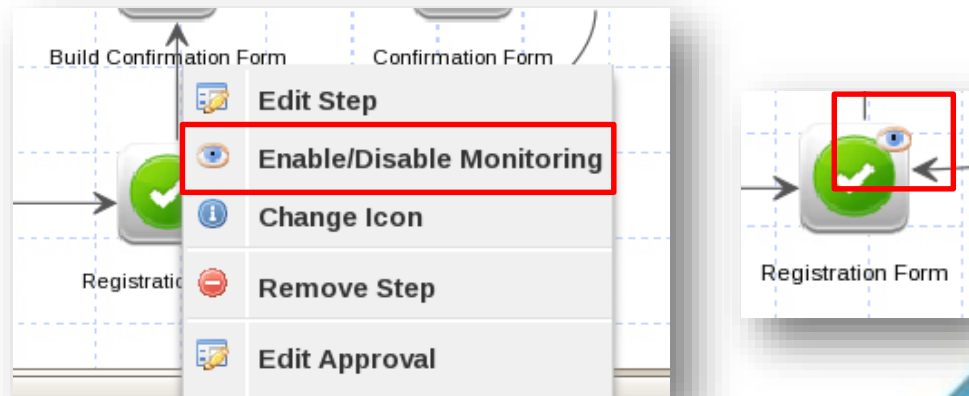 Build Confirmation Form
Confirmation Form
Edit Step
Enable/Disable Monitoring
Change Icon
Remove Step
Edit Approval
Registration Form